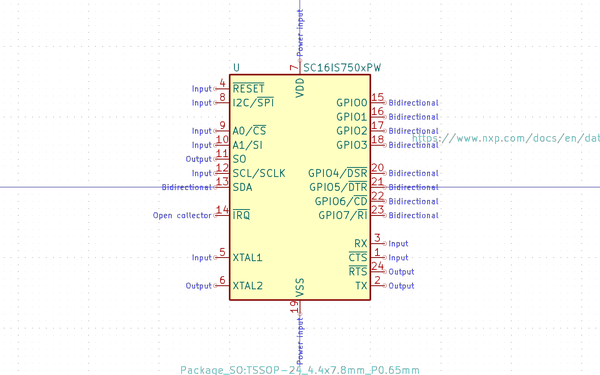 Power input
7
U
SC16IS750xPW
VDD
Input 4 RESET
Input 8 I2C/SPI
Input 9 A0/CS
Input 10 A1/SI
Output 11 SO
Input 12 SCL/SCLK
Bidirectional 13 SDA
Open collector 14 IRQ
Input 5 XTAL1
Output 6 XTAL2
GPIO0 15 Bidirectional
GPIO1 16 Bidirectional
GPIO2 17 Bidirectional
GPIO3 18 Bidirectional
https://www.nxp.com/docs/en/dat
GPIO4/DSR 20 Bidirectional
GPIO5/DTR 21 Bidirectional
GPIO6/CD 22 Bidirectional
GPIO7/RI 23 Bidirectional
RX 3 Input
CTS 1 Input
RTS 24 Output
TX 2 Output
VSS
19
Power input
Package_SO:TSSOP-24_4.4x7.8mm_P0.65mm